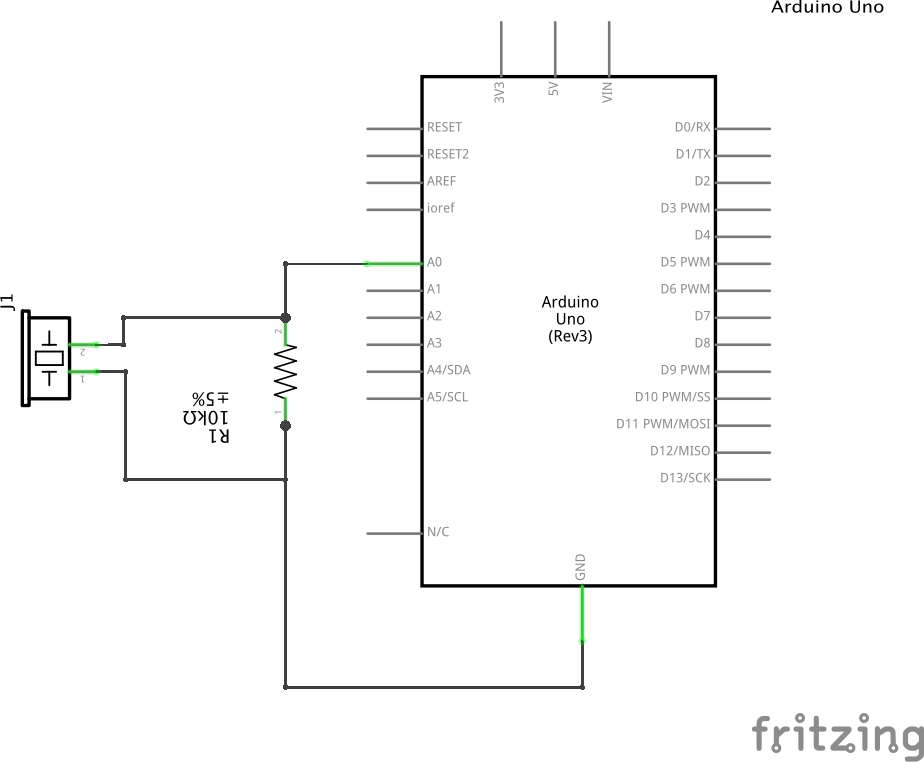 Arduino Uno
3V3
5V
VIN
RESET
RESET2
AREF
ioref
A0
A1
A2
A3
A4/SDA
A5/SCL
N/C
D0/RX
D1/TX
D2
D3 PWM
D4
D5 PWM
D6 PWM
D7
D8
D9 PWM
D10 PWM/SS
D11 PWM/MOSI
D12/MISO
D13/SCK
Arduino
Uno
(Rev3)
GND
J1
2
1
2
1
R1
10kΩ
±5%
fritzing